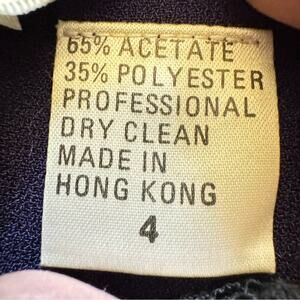 65% ACETATE
35% POLYESTER
PROFESSIONAL
DRY CLEAN
MADE IN
HONG KONG
4